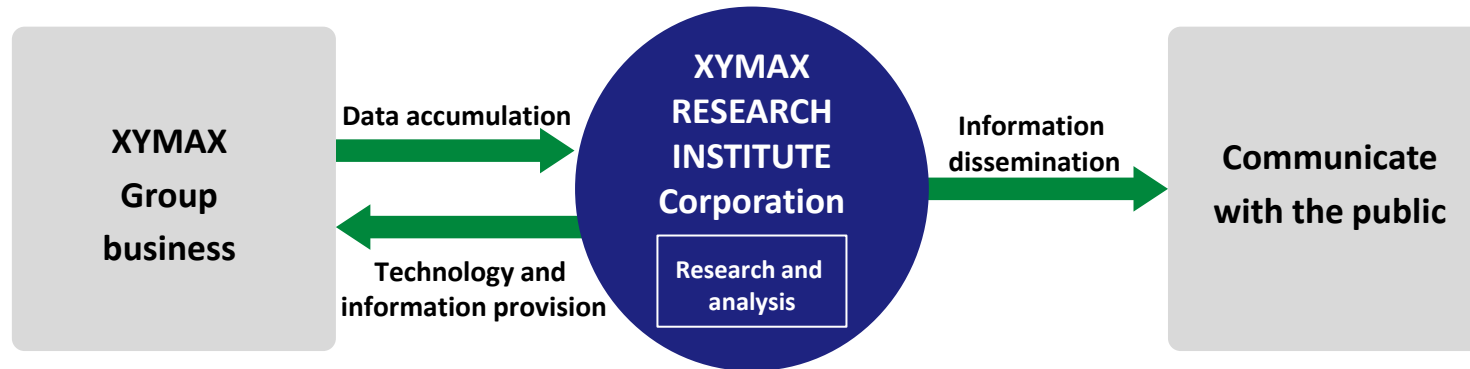 XYMAX
Group
business
Data accumulation
Technology and
information provision
XYMAX
RESEARCH
INSTITUTE
Corporation
Research and
analysis
Information
dissemination
Communicate
with the public